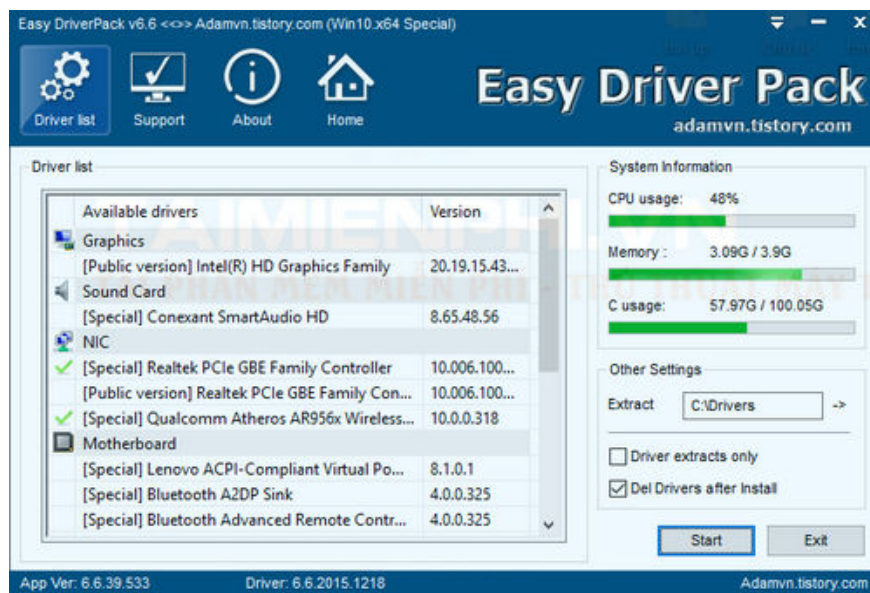 Easy DriverPack v6.6 <<>> Adamvn.tistory.com (Win10.x64 Special)
Driver list
Support
About
Home
Easy Driver Pack
adamvn.tistory.com
Driver list
Available drivers Version
Graphics
[Public version] Intel(R) HD Graphics Family 20.19.15.43...
Sound Card
[Special] Conexant SmartAudio HD 8.65.48.56
NIC
[Special] Realtek PCIe GBE Family Controller 10.006.100...
[Public version] Realtek PCIe GBE Family Con... 10.006.100...
[Special] Qualcomm Atheros AR956x Wireless... 10.0.0.318
Motherboard
[Special] Lenovo ACPI-Compliant Virtual Po... 8.1.0.1
[Special] Bluetooth A2DP Sink 4.0.0.325
[Special] Bluetooth Advanced Remote Contr... 4.0.0.325
System Information
CPU usage: 48%
Memory : 3.09G / 3.9G
C usage: 57.97G / 100.05G
Other Settings
Extract C:\Drivers ->
Driver extracts only
Del Drivers after Install
Start Exit
App Ver: 6.6.39.533 Driver: 6.6.2015.1218 Adamvn.tistory.com